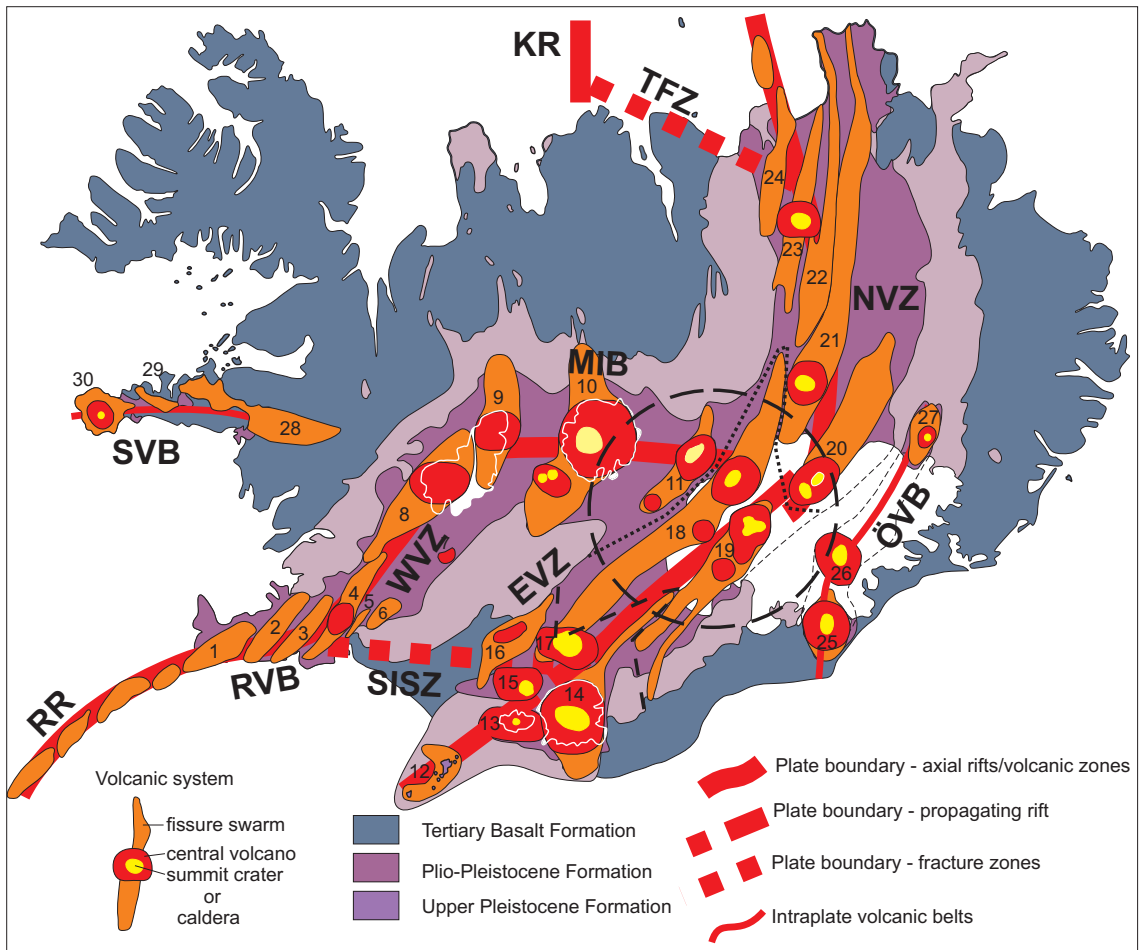 KR
TFZ
24
23
22
NVZ
21
30
29
28
SVB
9
MIB
10
27
20
ÖVB
11
8
18
19
WVZ
EVZ
26
4
5
6
2
3
1
25
RVB
SISZ
16
17
15
14
13
RR
12
Volcanic system
fissure swarm
central volcano
summit crater
or
caldera
Tertiary Basalt Formation
Plio-Pleistocene Formation
Upper Pleistocene Formation
Plate boundary - axial rifts/volcanic zones
Plate boundary - propagating rift
Plate boundary - fracture zones
Intraplate volcanic belts